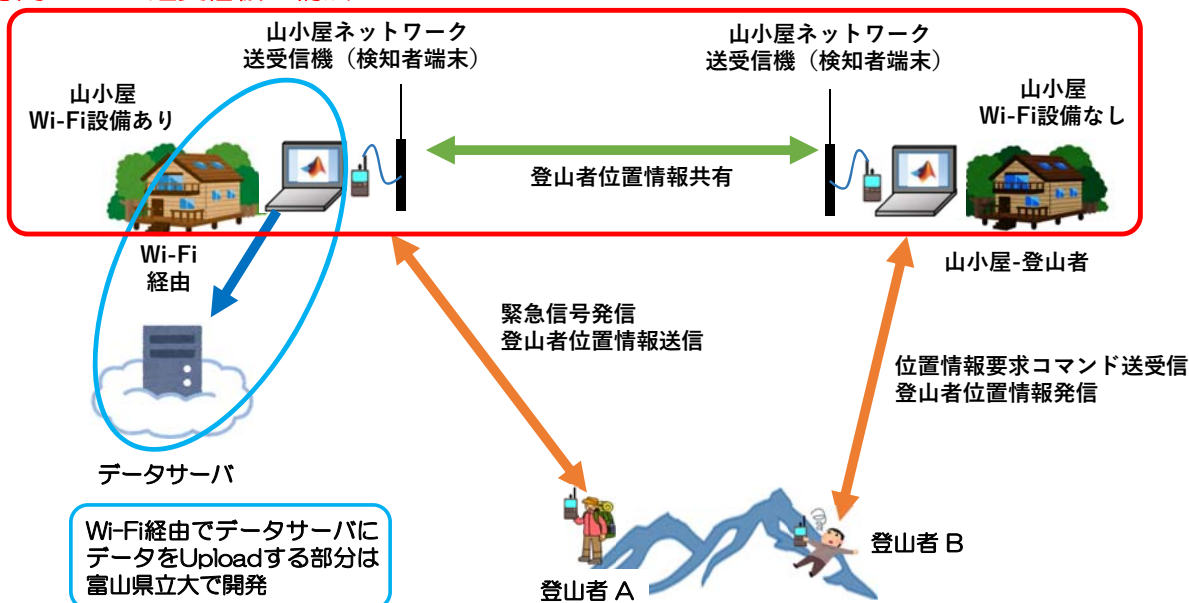 山小屋ネットワーク
送受信機（検知者端末）
山小屋ネットワーク
送受信機（検知者端末）
山小屋
Wi-Fi設備あり
山小屋
Wi-Fi設備なし
登山者位置情報共有
Wi-Fi
経由
山小屋-登山者
緊急信号発信
登山者位置情報送信
位置情報要求コマンド送受信
登山者位置情報発信
データサーバ
Wi-Fi経由でデータサーバに
データをUploadする部分は
富山県立大で開発
登山者 A
登山者 B